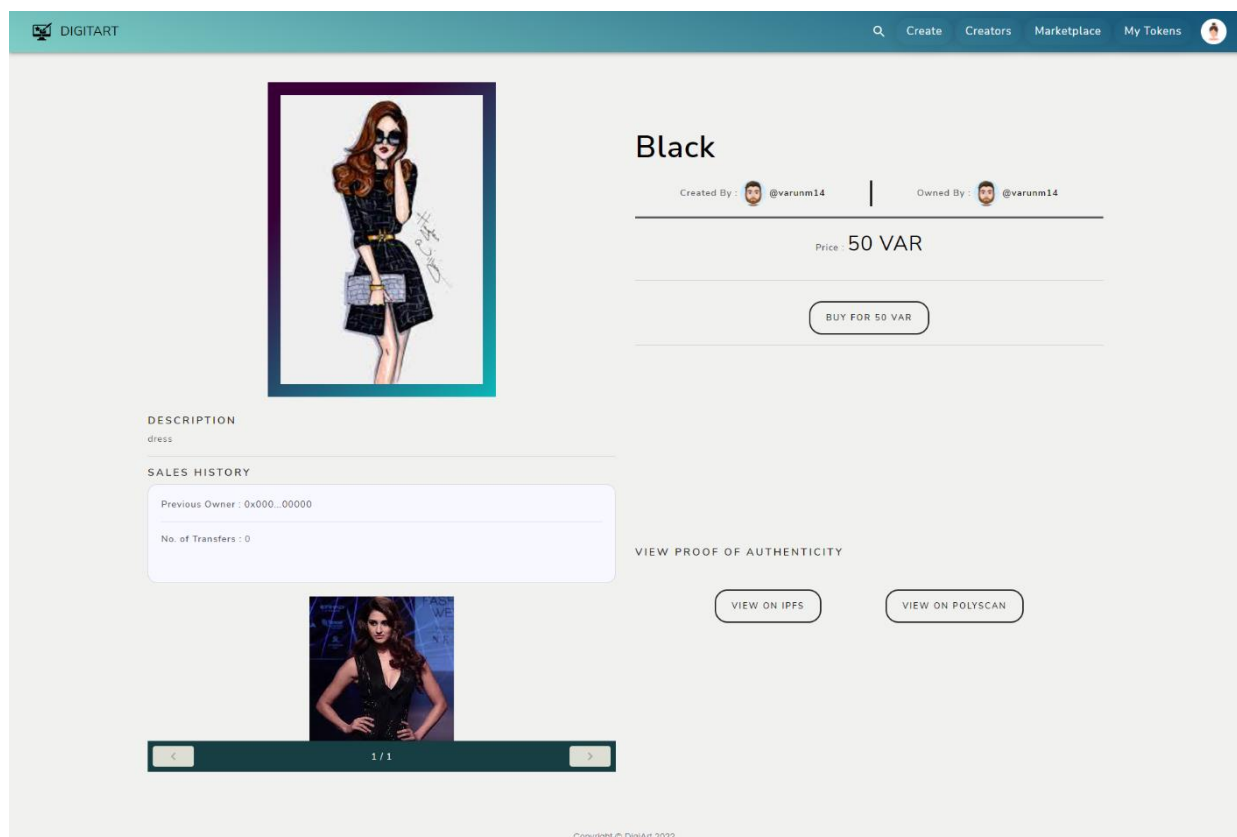 DIGITART
Create Creators Marketplace My Tokens
Black
Created By : @varunm14 Owned By : @varunm14
Price : 50 VAR
BUY FOR 50 VAR
DESCRIPTION
dress
SALES HISTORY
Previous Owner : 0x000...00000
No. of Transfers : 0
VIEW PROOF OF AUTHENTICITY
VIEW ON IPFS VIEW ON POLYSCAN
FASH
WE
1 / 1
Copyright © DigiArt 2022